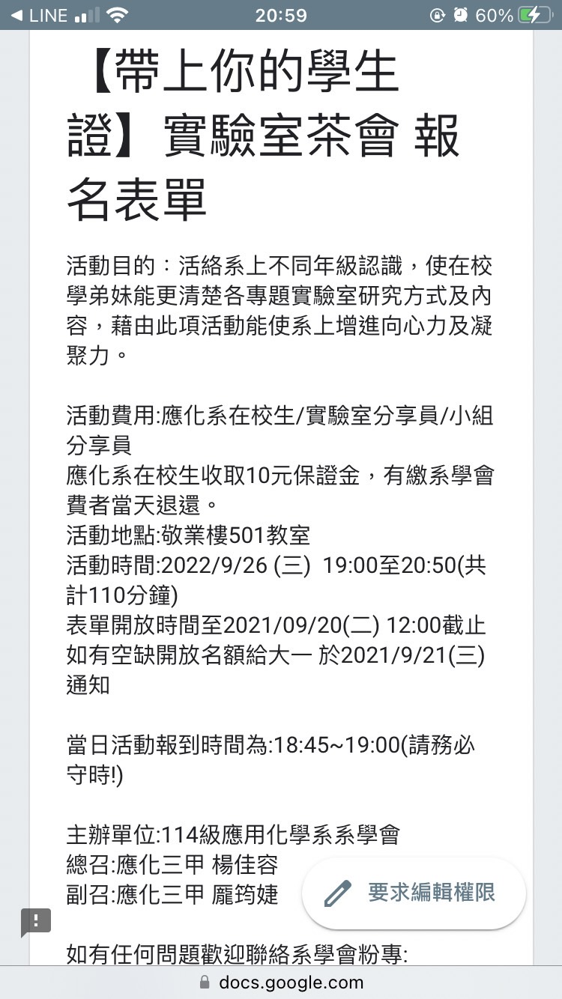 LINE
20:59
60%
【帶上你的學生
證】實驗室茶會 報
名表單
活動目的：活絡系上不同年級認識，使在校
學弟妹能更清楚各專題實驗室研究方式及內
容，藉由此項活動能使系上增進向心力及凝
聚力。
活動費用:應化系在校生/實驗室分享員/小組
分享員
應化系在校生收取10元保證金，有繳系學會
費者當天退還。
活動地點:敬業樓501教室
活動時間:2022/9/26 (三) 19:00至20:50(共
計110分鐘)
表單開放時間至2021/09/20(二) 12:00截止
如有空缺開放名額給大一 於2021/9/21(三)
通知
當日活動報到時間為:18:45~19:00(請務必
守時!)
主辦單位:114級應用化學系系學會
總召:應化三甲 楊佳容
副召:應化三甲 龎筠婕
要求編輯權限
如有任何問題歡迎聯絡系學會粉專:
docs.google.com